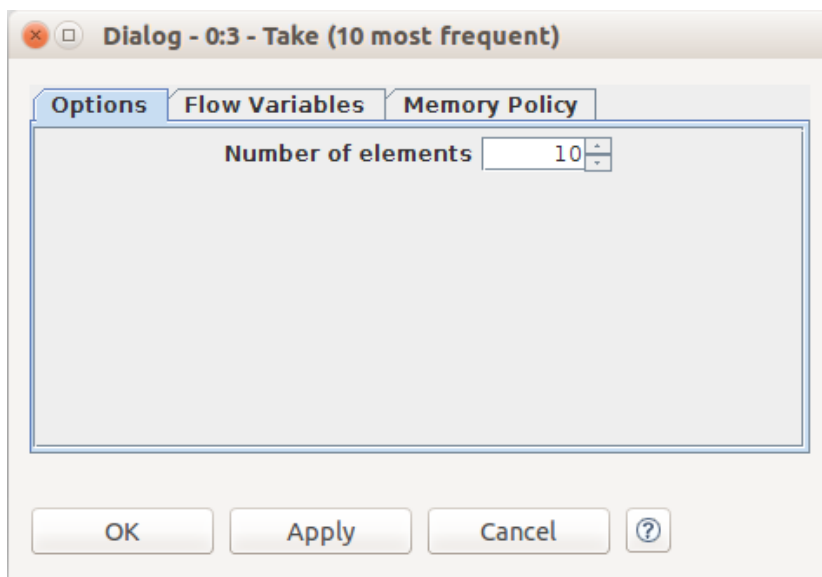 Dialog - 0:3 - Take (10 most frequent)
Options Flow Variables Memory Policy
Number of elements 10
OK Apply Cancel ?